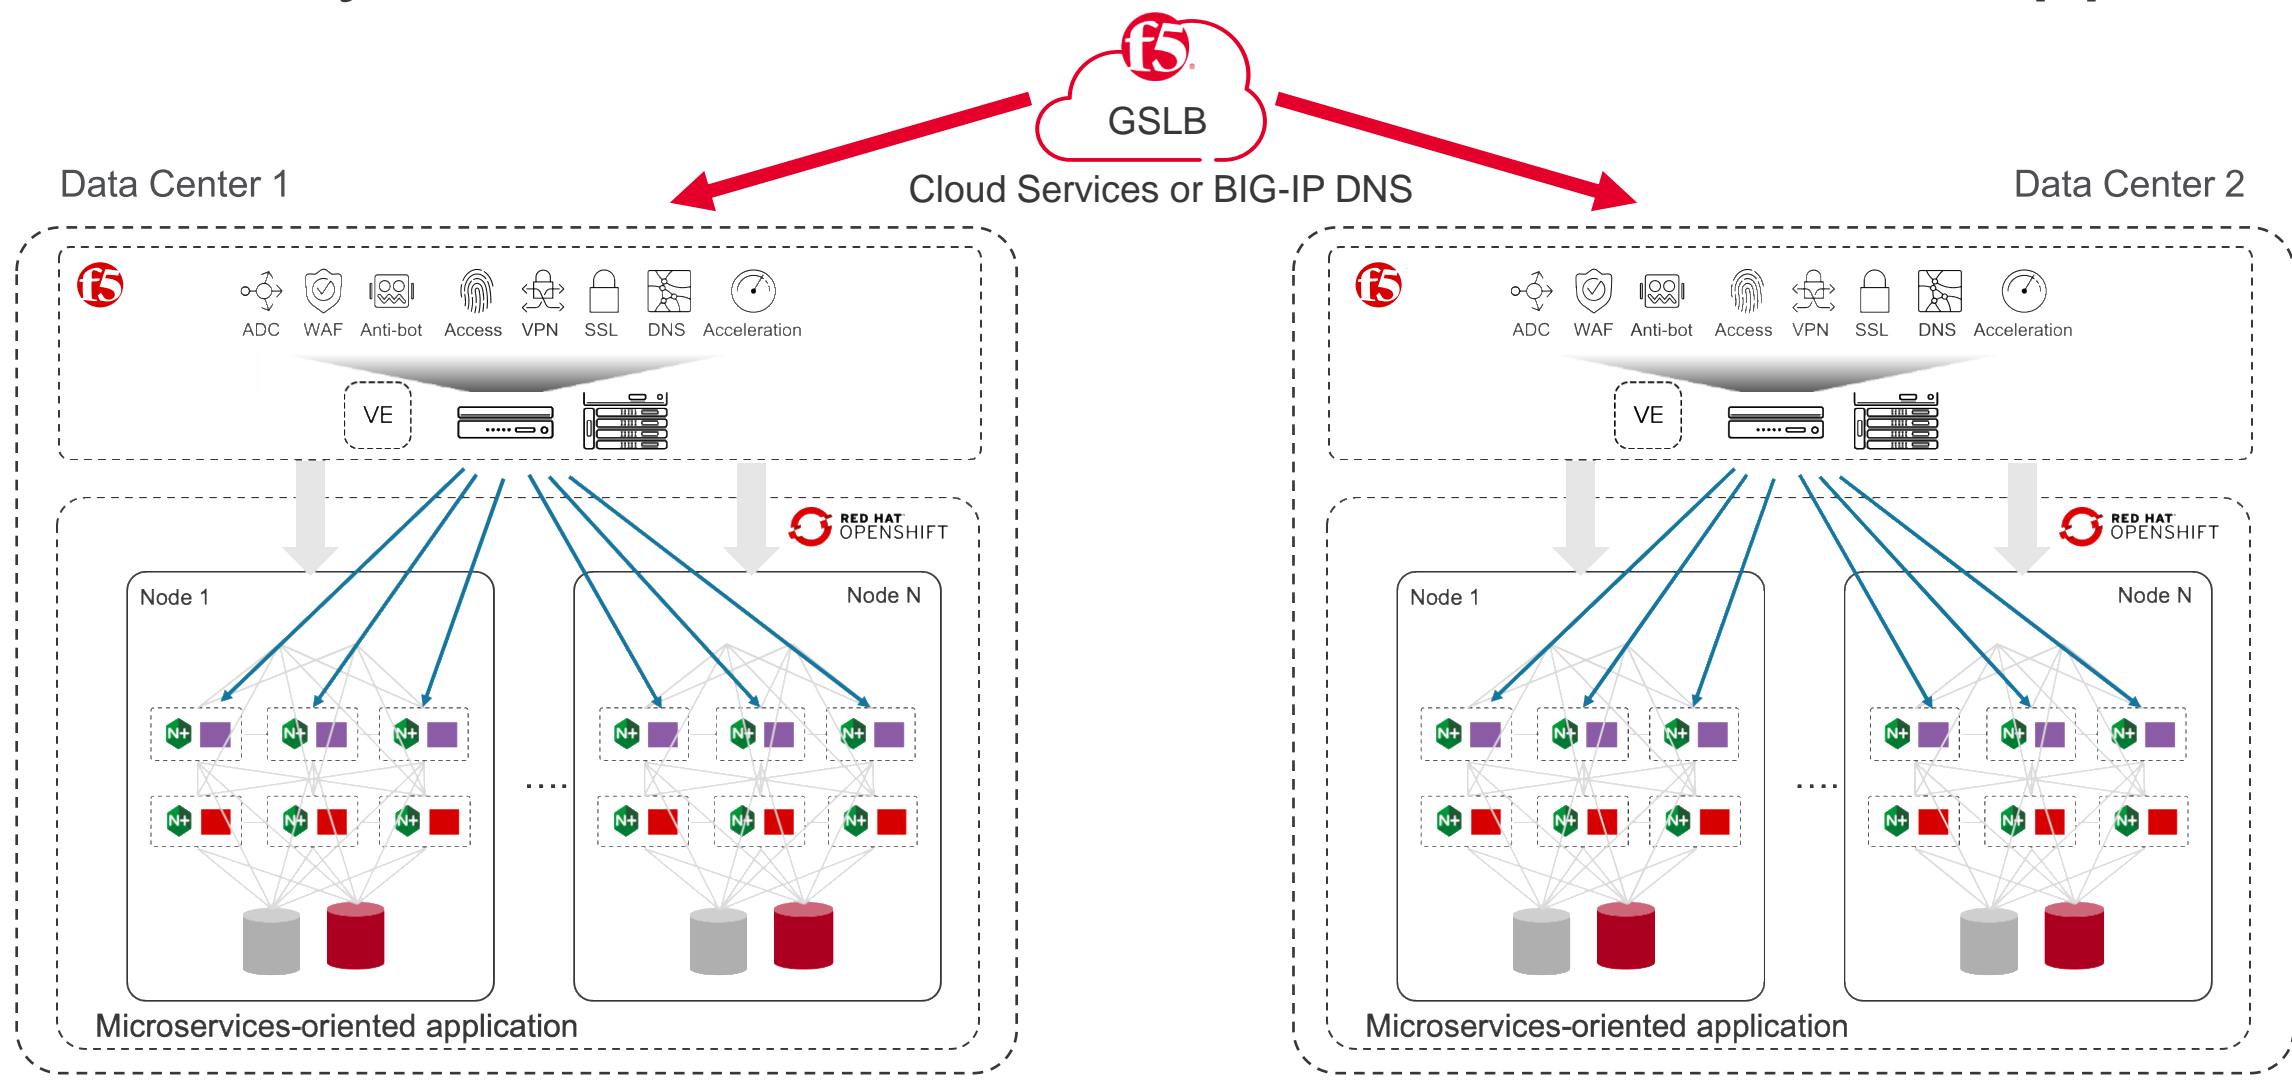 f5
GSLB
Cloud Services or BIG-IP DNS
Data Center 1
f5
ADC WAF Anti-bot Access VPN SSL DNS Acceleration
VE
RED HAT
OPENSHIFT
Node 1
Node N
N+ N+ N+ N+ N+ N+
....
N+ N+ N+ N+ N+ N+
Microservices-oriented application
Data Center 2
f5
ADC WAF Anti-bot Access VPN SSL DNS Acceleration
VE
RED HAT
OPENSHIFT
Node 1
Node N
N+ N+ N+ N+ N+ N+
....
N+ N+ N+ N+ N+ N+
Microservices-oriented application